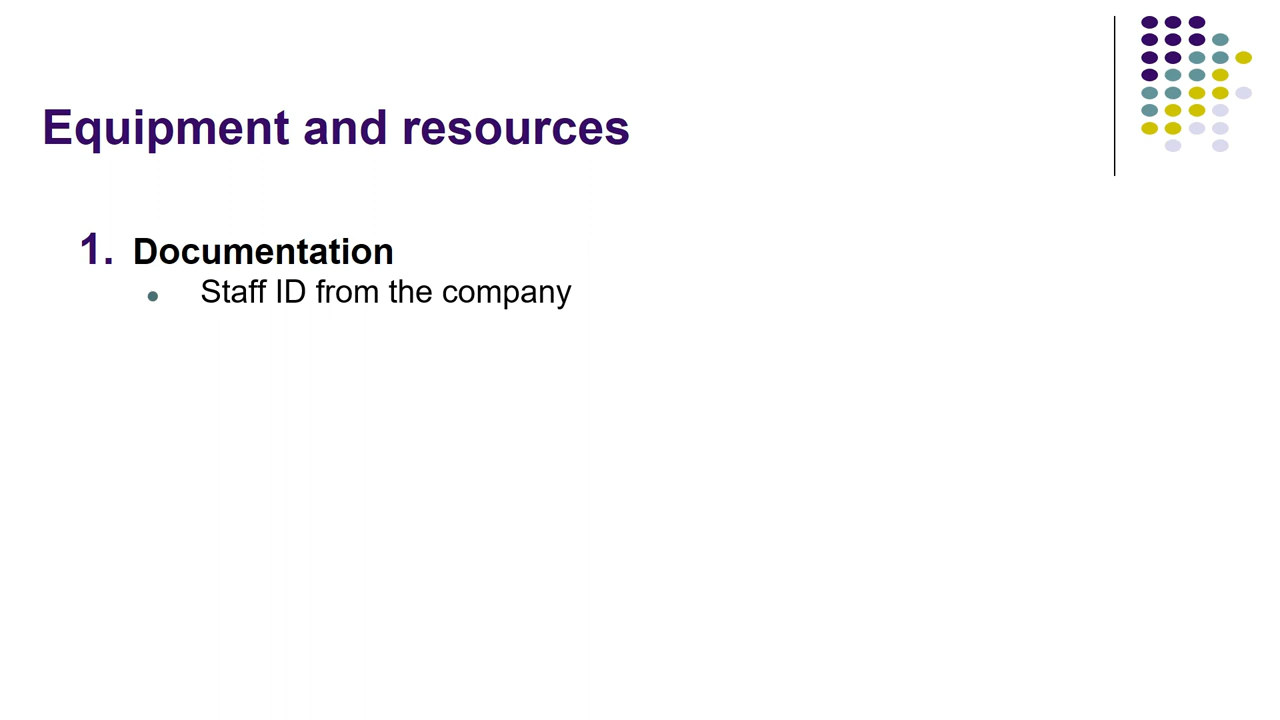 Equipment and resources
1. Documentation
● Staff ID from the company